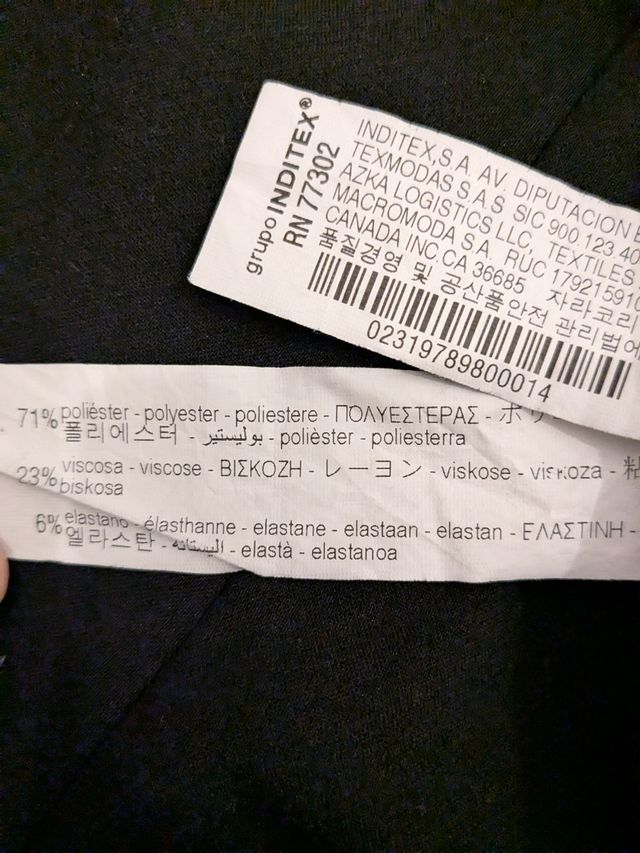 grupo INDITEX®
RN 77302
INDITEX,S.A. AV. DIPUTACION
TEXMODAS S.A.S SIC 900.123.40
AZKA LOGISTICS LLC, TEXTILES
MACROMODA S.A. RUC 179215910
CANADA INC. CA 36685 자라코리
품질경영 및 공산품안전 관리법에
02319789800014
71% poliéster - polyester - poliestere - ΠΟΛΥΕΣΤΕΡΑΣ - ポリ
폴리에스터 - بوليستير - polièster - poliesterra
23% viscosa - viscose - ΒΙΣΚΟΖΗ - レーヨン - viskose - viskoza - 粘
biskosa
6% elastano - élasthanne - elastane - elastaan - elastan - ΕΛΑΣΤΙΝΗ -
엘라스탄 - اليستانه - elastà - elastanoa